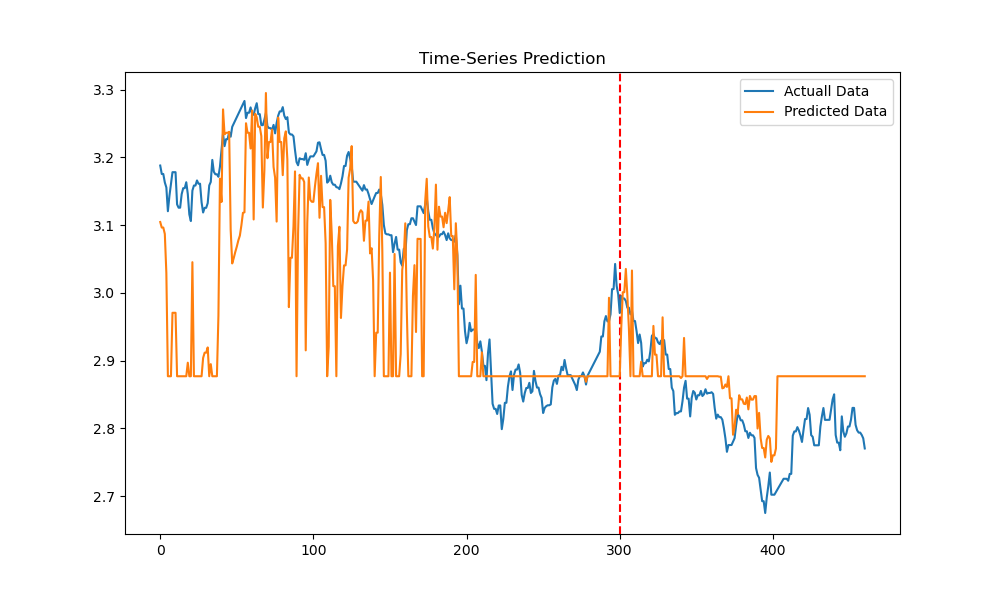 Time-Series Prediction
Actuall Data
Predicted Data
3.3
3.2
3.1
3.0
2.9
2.8
2.7
0 100 200 300 400